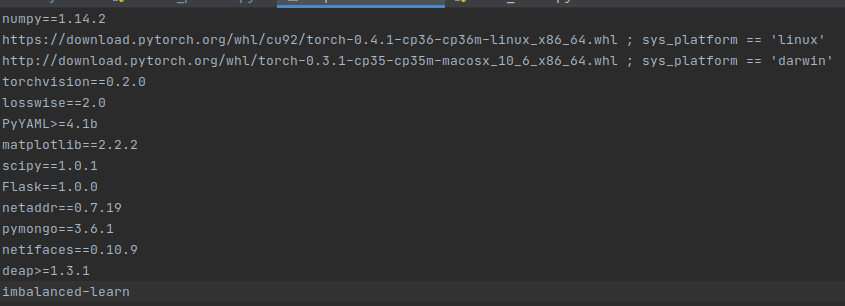 numpy==1.14.2
https://download.pytorch.org/whl/cu92/torch-0.4.1-cp36-cp36m-linux_x86_64.whl ; sys_platform == 'linux'
http://download.pytorch.org/whl/torch-0.3.1-cp35-cp35m-macosx_10_6_x86_64.whl ; sys_platform == 'darwin'
torchvision==0.2.0
losswise==2.0
PyYAML>=4.1b
matplotlib==2.2.2
scipy==1.0.1
Flask==1.0.0
netaddr==0.7.19
pymongo==3.6.1
netifaces==0.10.9
deap>=1.3.1
imbalanced-learn